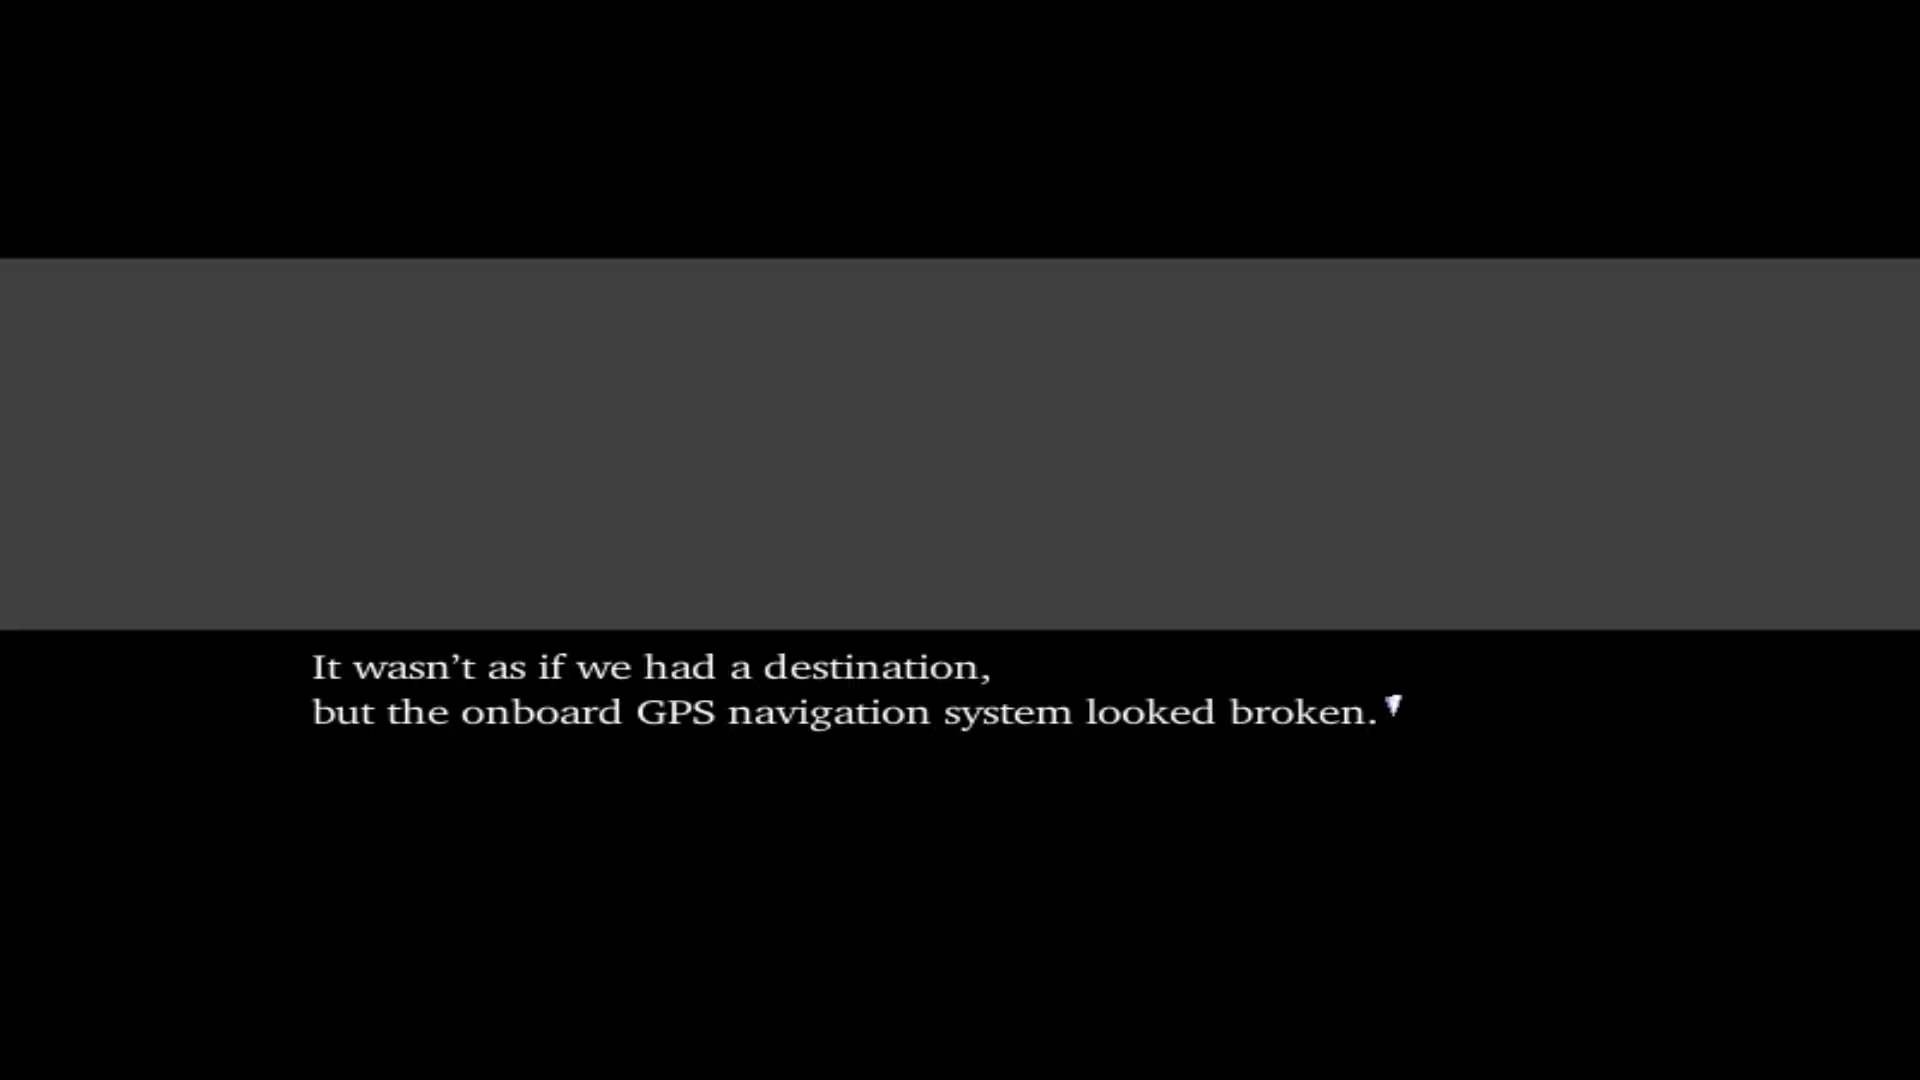 It wasn’t as if we had a destination,
but the onboard GPS navigation system looked broken.